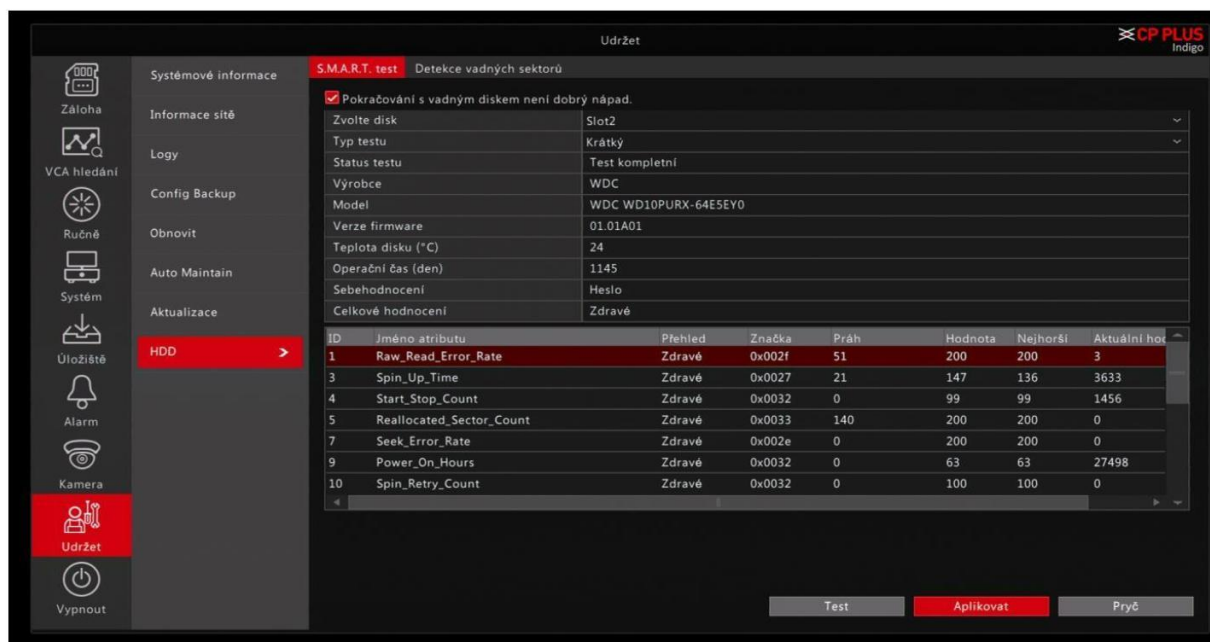 Udržet
CP PLUS
Indigo
Záloha
VCA hledání
Ručně
Systém
Úložiště
Alarm
Kamera
Udržet
Vypnout
Systémové informace
Informace sítě
Logy
Config Backup
Obnovit
Auto Maintain
Aktualizace
HDD >
S.M.A.R.T. test Detekce vadných sektorů
Pokračování s vadným diskem není dobrý nápad.
Zvolte disk Slot2
Typ testu Krátký
Status testu Test kompletní
Výrobce WDC
Model WDC WD10PURX-64E5EY0
Verze firmware 01.01A01
Teplota disku (°C) 24
Operační čas (den) 1145
Sebehodnocení Heslo
Celkové hodnocení Zdravé
ID Jméno atributu Přehled Značka Práh Hodnota Nejhorší Aktuální hoc
1 Raw_Read_Error_Rate Zdravé 0x002f 51 200 200 3
3 Spin_Up_Time Zdravé 0x0027 21 147 136 3633
4 Start_Stop_Count Zdravé 0x0032 0 99 99 1456
5 Reallocated_Sector_Count Zdravé 0x0033 140 200 200 0
7 Seek_Error_Rate Zdravé 0x002e 0 200 200 0
9 Power_On_Hours Zdravé 0x0032 0 63 63 27498
10 Spin_Retry_Count Zdravé 0x0032 0 100 100 0
Test Aplikovat Pryč